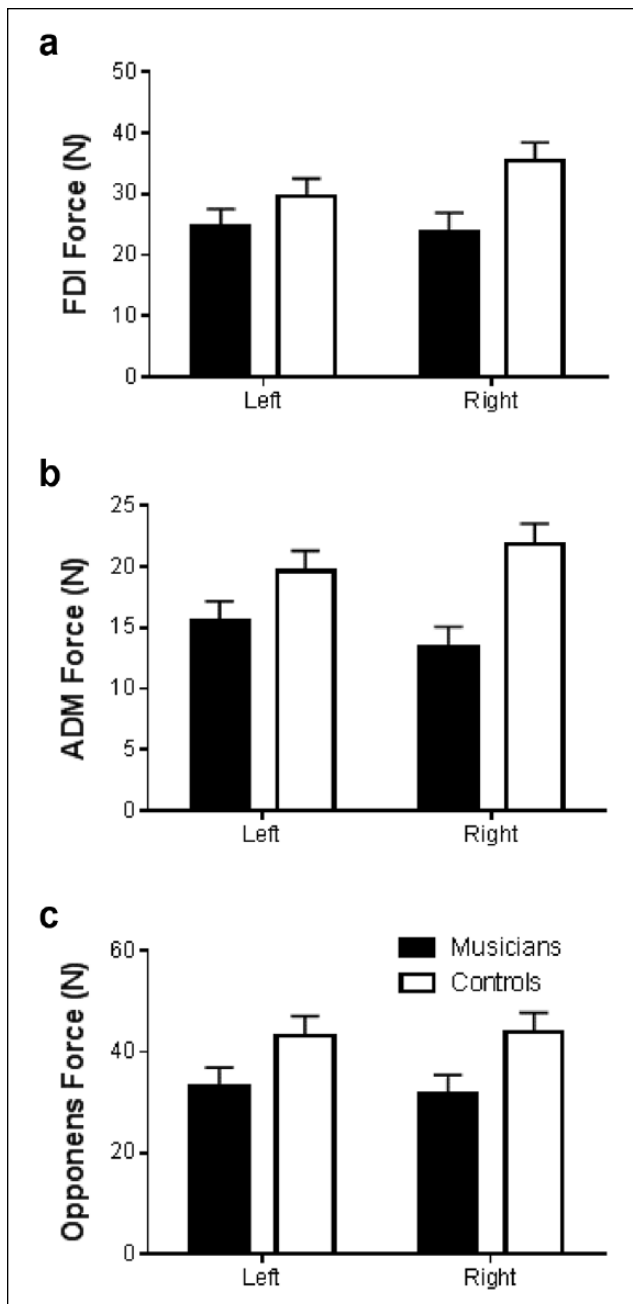 a
FDI Force (N)
50
40
30
20
10
0
Left Right
b
ADM Force (N)
25
20
15
10
5
0
Left Right
c
Opponens Force (N)
60
40
20
0
Musicians
Controls
Left Right